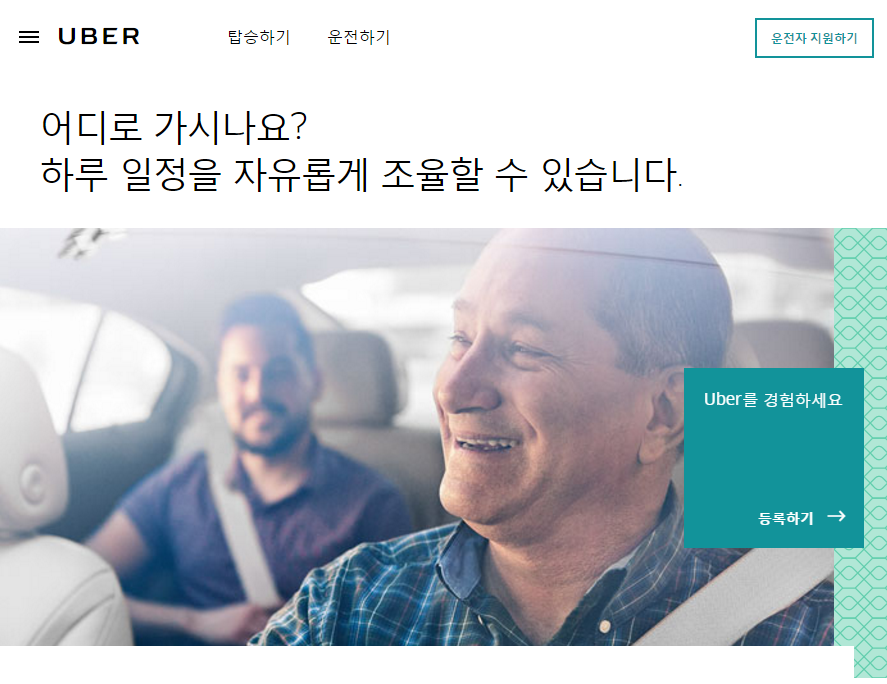 UBER
탑승하기
운전하기
운전자 지원하기
어디로 가시나요?
하루 일정을 자유롭게 조율할 수 있습니다.
Uber를 경험하세요
등록하기 →